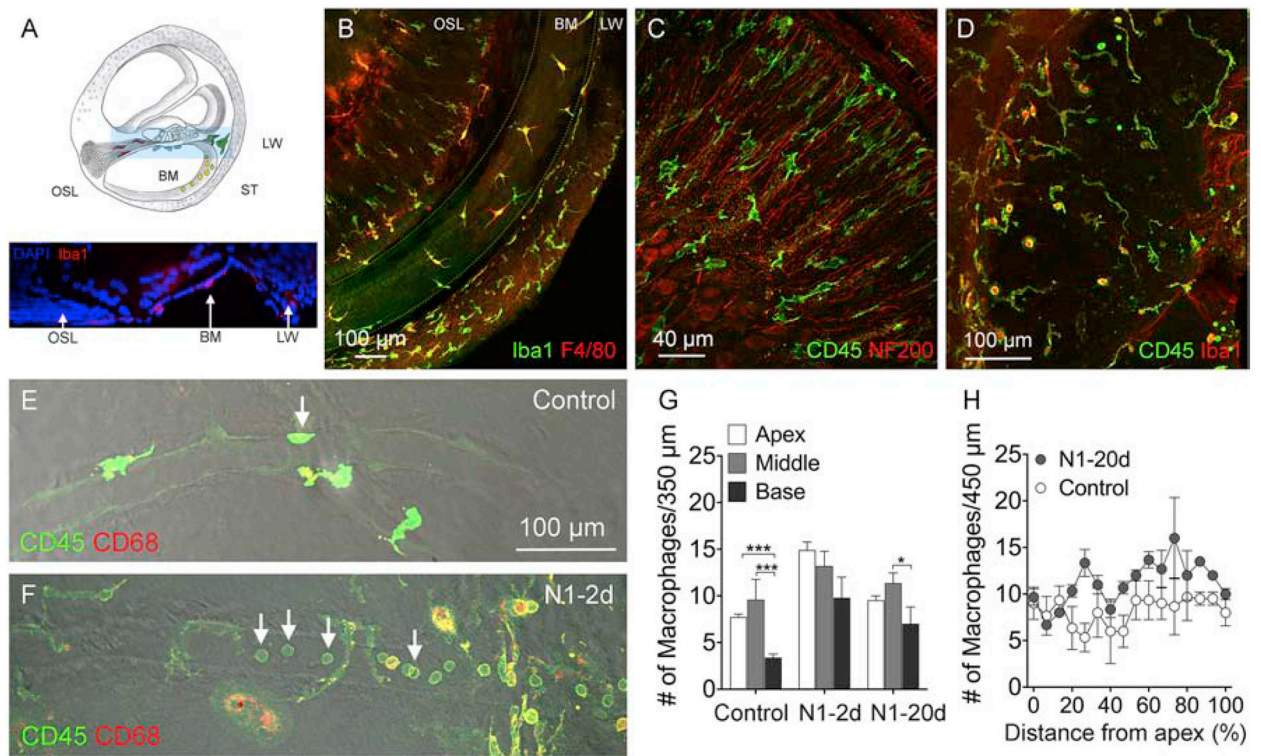 A
LW
BM
OSL
ST
DAPI Iba1
OSL
BM
LW
B
OSL
BM
LW
100 µm
Iba1 F4/80
C
40 µm
CD45 NF200
D
100 µm
CD45 Iba1
E
Control
CD45 CD68
100 µm
F
N1-2d
CD45 CD68
G
# of Macrophages/350 µm
Apex
Middle
Base
25
20
15
10
5
0
***
***
*
Control
N1-2d
N1-20d
H
# of Macrophages/450 µm
N1-20d
Control
25
20
15
10
5
0
0 20 40 60 80 100
Distance from apex (%)